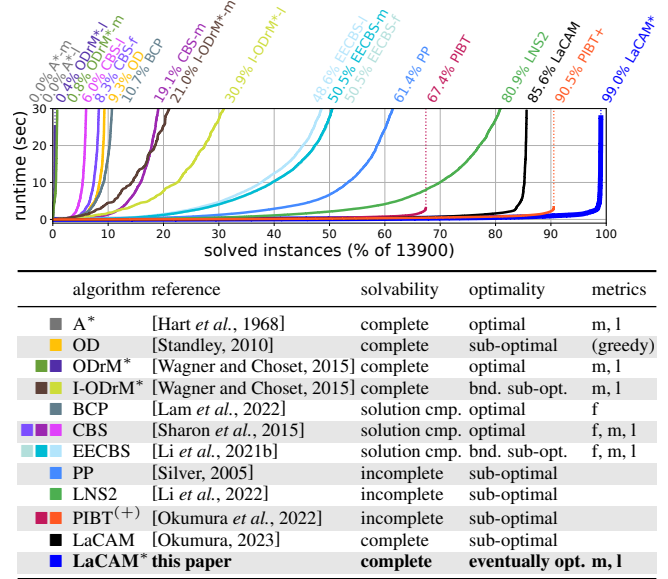 0.0% A*-m
0.0% A*-l
0.4% ODrM*-l
0.8% ODrM*-m
6.0% CBS-l
8.3% CBS-f
9.3% OD
10.7% BCP
19.1% CBS-m
21.0% I-ODrM*-m
30.9% I-ODrM*-l
48.6% EECBS-l
50.5% EECBS-m
50.5% EECBS-f
61.4% PP
67.4% PIBT
80.9% LNS2
85.6% LaCAM
90.5% PIBT+
99.0% LaCAM*
runtime (sec)
30
20
10
0
0 10 20 30 40 50 60 70 80 90 100
solved instances (% of 13900)
algorithm reference solvability optimality metrics
A* [Hart et al., 1968] complete optimal m, l
OD [Standley, 2010] complete sub-optimal (greedy)
ODrM* [Wagner and Choset, 2015] complete optimal m, l
I-ODrM* [Wagner and Choset, 2015] complete bnd. sub-opt. m, l
BCP [Lam et al., 2022] solution cmp. optimal f
CBS [Sharon et al., 2015] solution cmp. optimal f, m, l
EECBS [Li et al., 2021b] solution cmp. bnd. sub-opt. f, m, l
PP [Silver, 2005] incomplete sub-optimal
LNS2 [Li et al., 2022] incomplete sub-optimal
PIBT(+) [Okumura et al., 2022] incomplete sub-optimal
LaCAM [Okumura, 2023] complete sub-optimal
LaCAM* this paper complete eventually opt. m, l